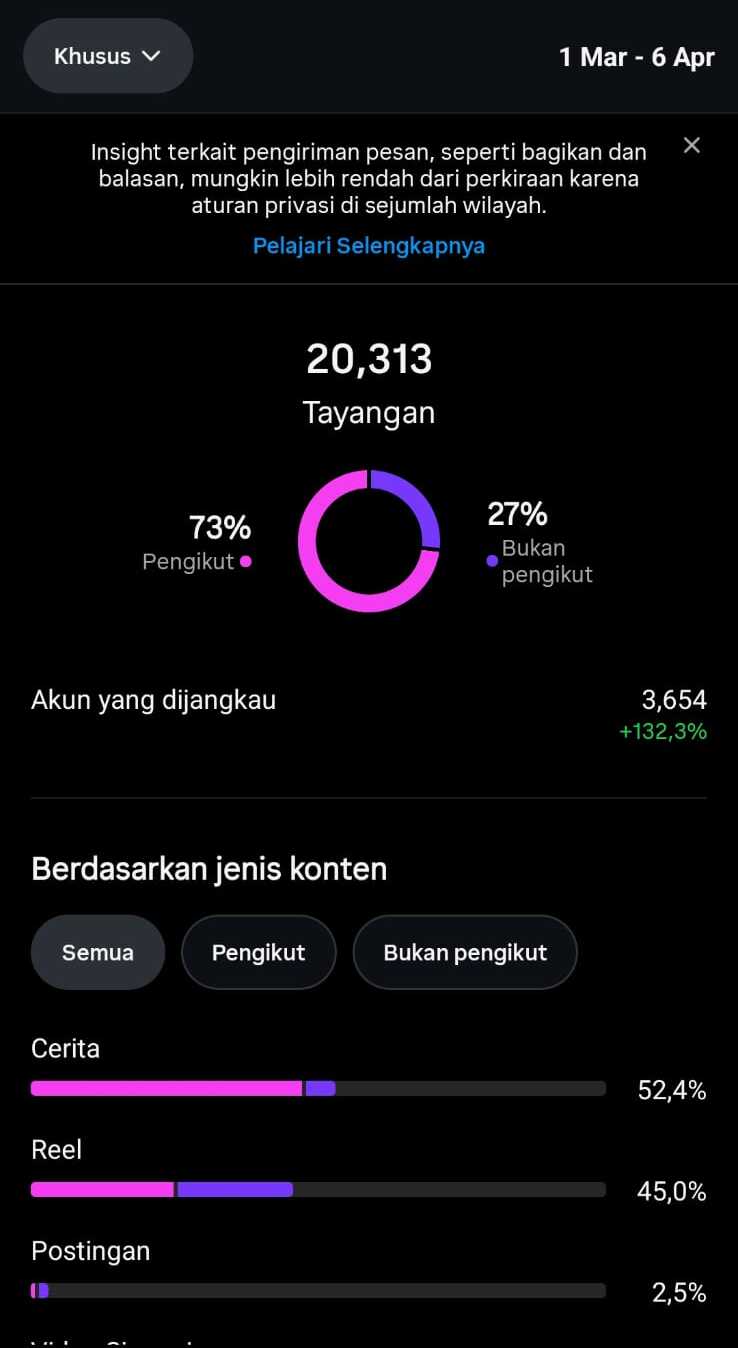 Khusus
1 Mar - 6 Apr
Insight terkait pengiriman pesan, seperti bagikan dan
balasan, mungkin lebih rendah dari perkiraan karena
aturan privasi di sejumlah wilayah.
Pelajari Selengkapnya
20,313
Tayangan
73%
Pengikut
27%
Bukan
pengikut
Akun yang dijangkau
3,654
+132,3%
Berdasarkan jenis konten
Semua
Pengikut
Bukan pengikut
Cerita
52,4%
Reel
45,0%
Postingan
2,5%